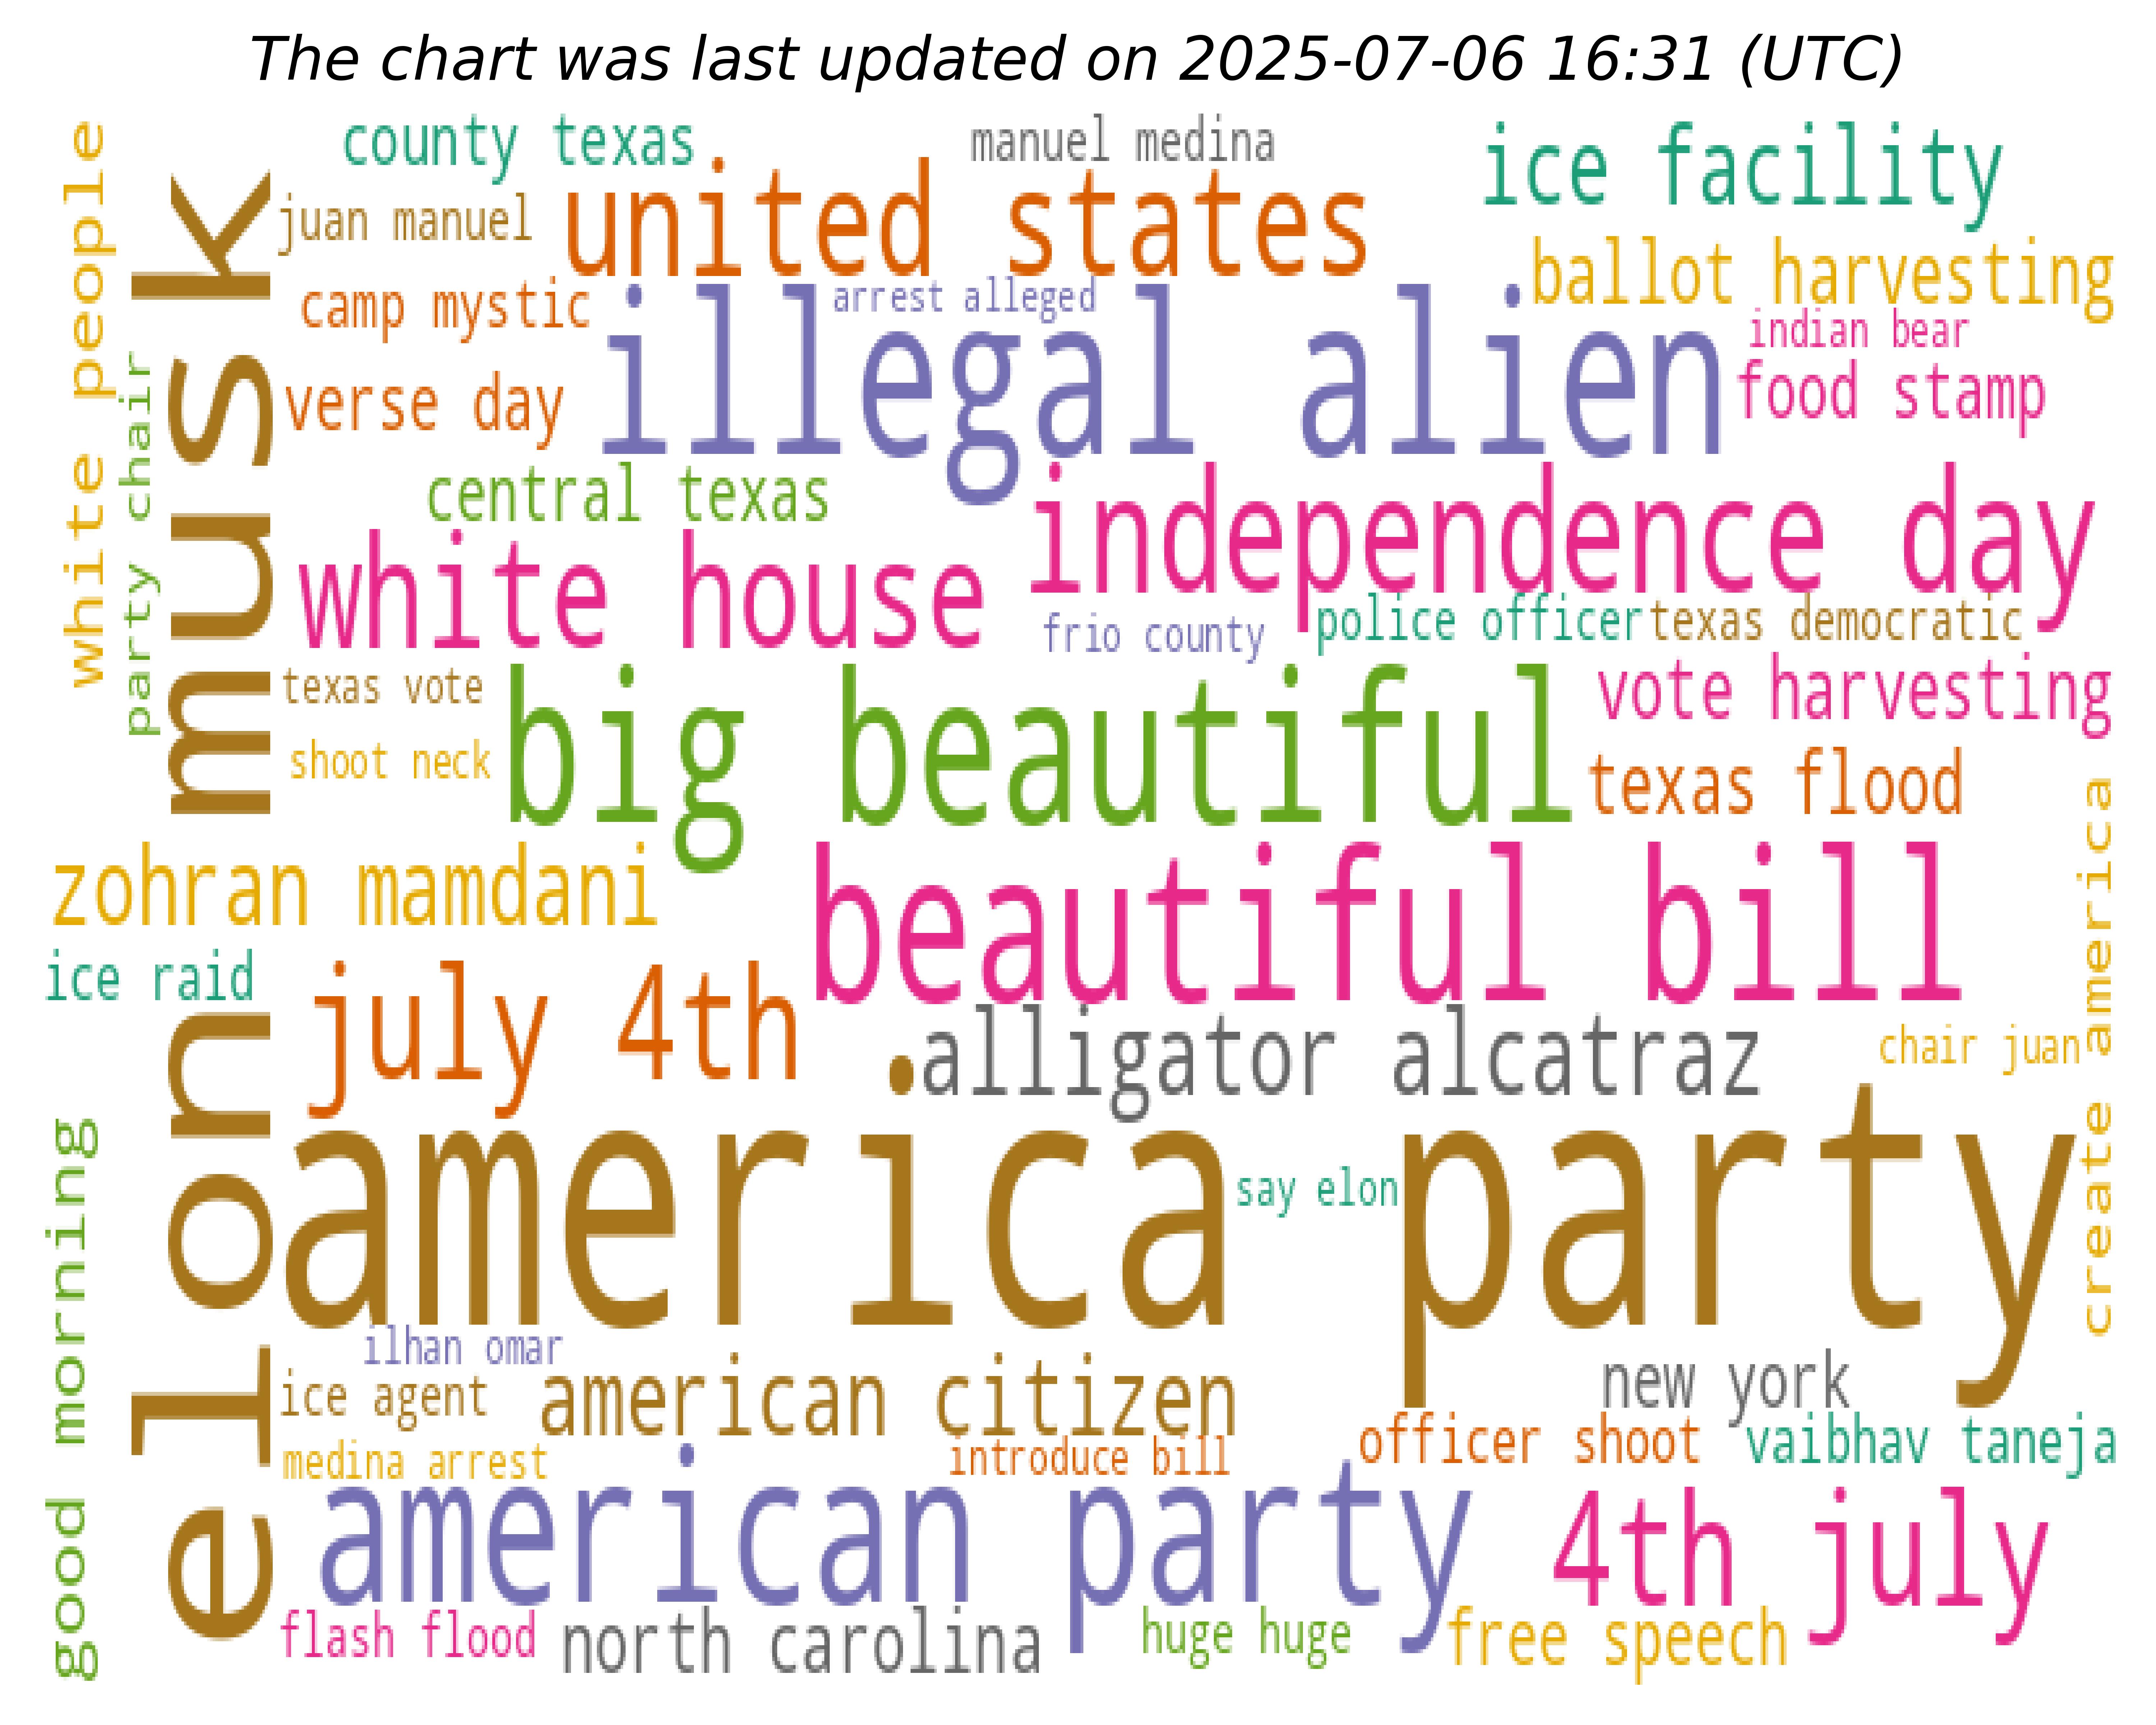 The chart was last updated on 2025-07-06 16:31 (UTC)
county texas
manuel medina
ice facility
white people
juan manuel
united states
ballot harvesting
camp mystic
arrest alleged
illegal alien
indian bear
food stamp
party chair
verse day
elon musk
central texas
independence day
white house
frio county
police officer
texas democratic
texas vote
big beautiful
vote harvesting
shoot neck
texas flood
zohran mamdani
beautiful bill
create america
ice raid
july 4th
alligator alcatraz
chair juan
good morning
america party
say elon
ilhan omar
ice agent
american citizen
new york
medina arrest
introduce bill
officer shoot
vaibhav taneja
american party
4th july
flash flood
north carolina
huge huge
free speech